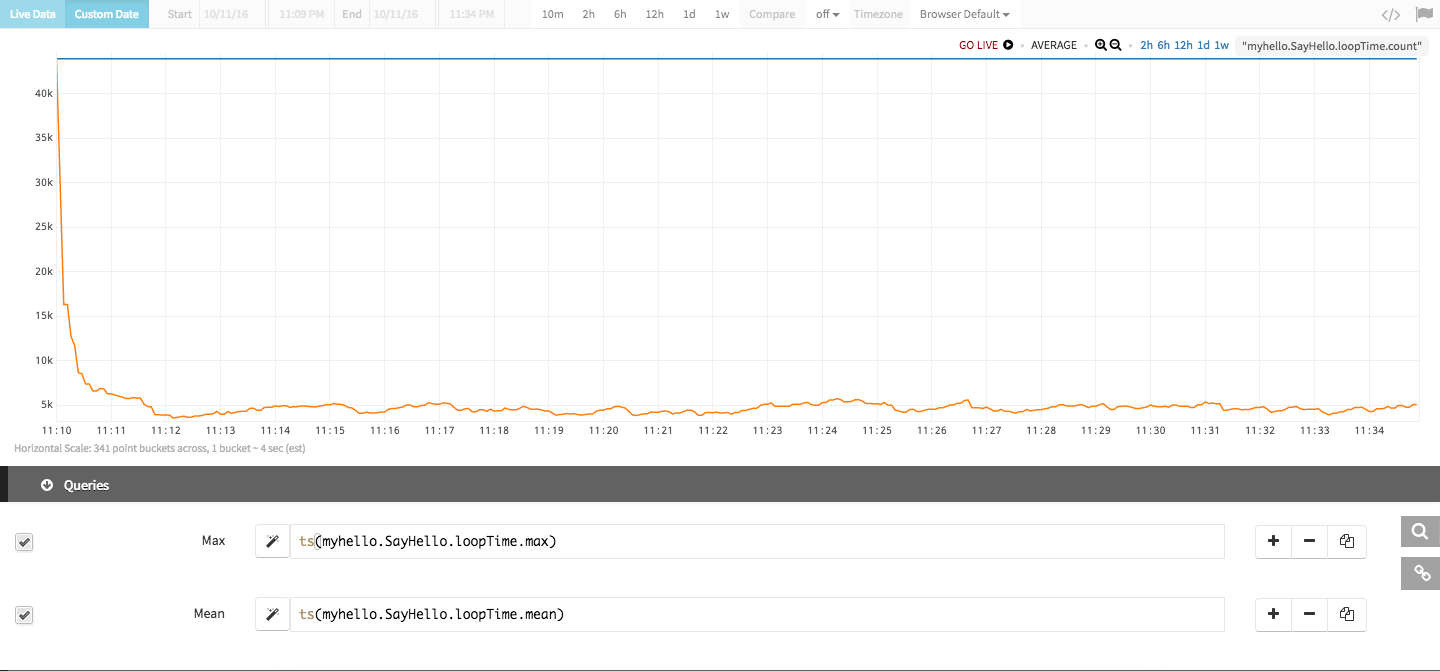 Live Data Custom Date Start 10/11/16 11:09 PM End 10/11/16 11:34 PM 10m 2h 6h 12h 1d 1w Compare off Timezone Browser Default </>
GO LIVE • AVERAGE • 2h 6h 12h 1d 1w "myhello.SayHello.loopTime.count"
40k
35k
30k
25k
20k
15k
10k
5k
11:10 11:11 11:12 11:13 11:14 11:15 11:16 11:17 11:18 11:19 11:20 11:21 11:22 11:23 11:24 11:25 11:26 11:27 11:28 11:29 11:30 11:31 11:32 11:33 11:34
Horizontal Scale: 341 point buckets across, 1 bucket ~ 4 sec (est)
Queries
Max ts(myhello.SayHello.loopTime.max)
Mean ts(myhello.SayHello.loopTime.mean)